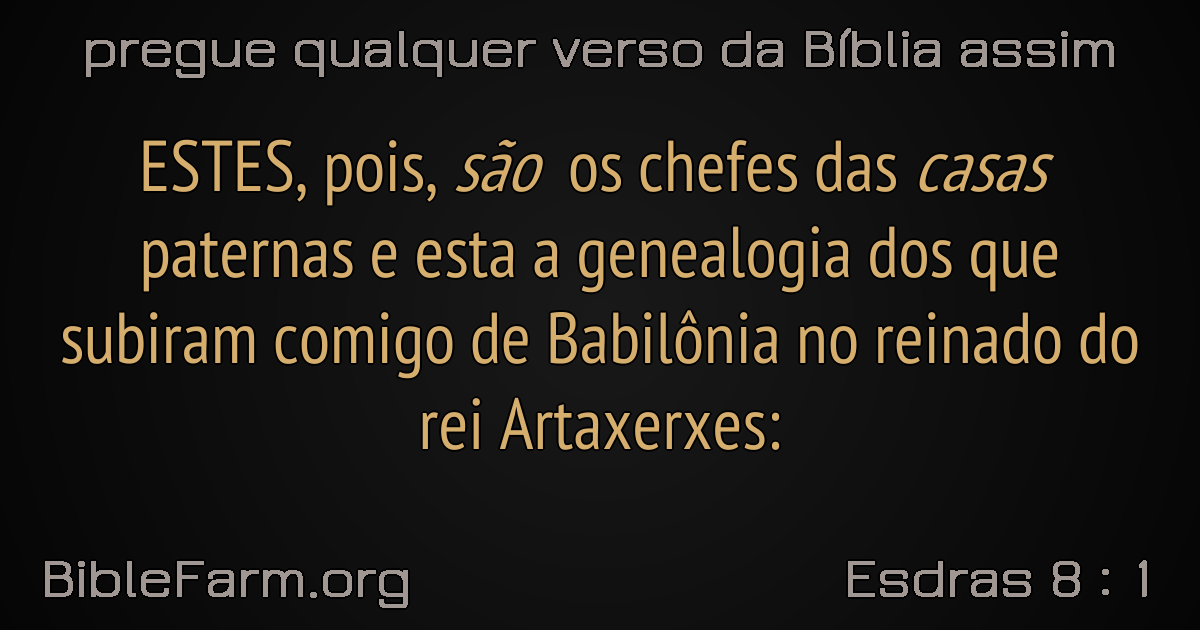 pregue qualquer verso da Bíblia assim
ESTES, pois, são os chefes das casas
paternas e esta a genealogia dos que
subiram comigo de Babilônia no reinado do
rei Artaxerxes:
BibleFarm.org
Esdras 8 : 1